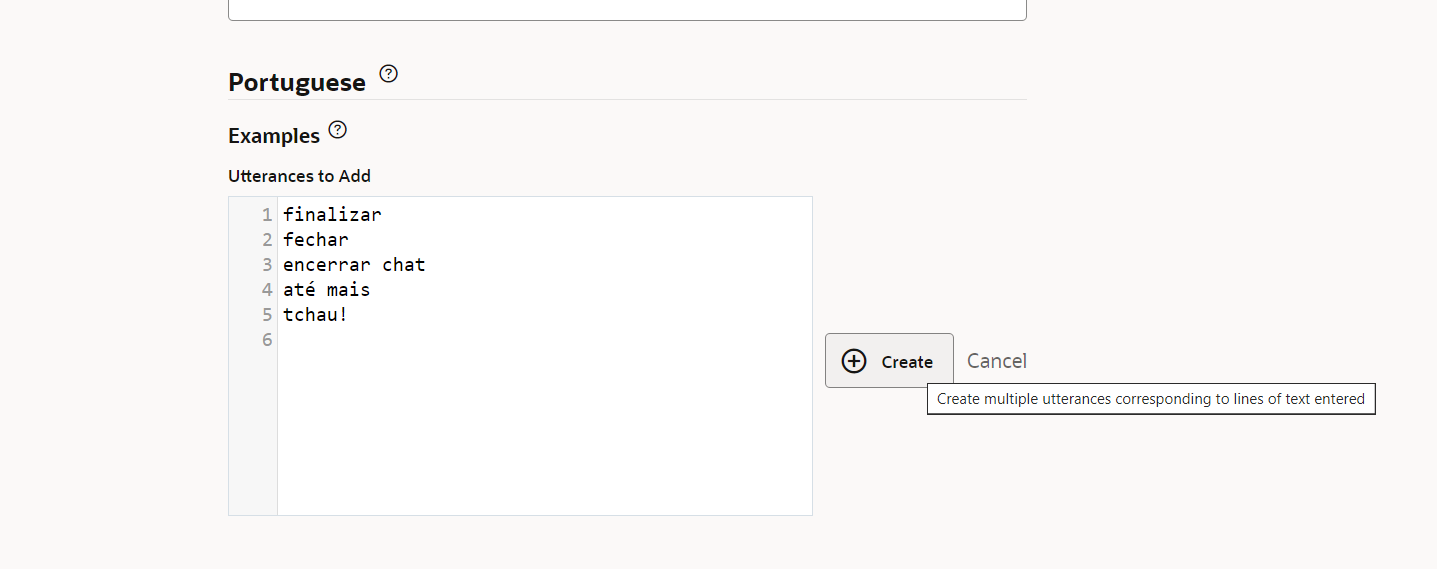 Portuguese ?
Examples ?
Utterances to Add
1 finalizar
2 fechar
3 encerrar chat
4 até mais
5 tchau!
6
Create Cancel
Create multiple utterances corresponding to lines of text entered